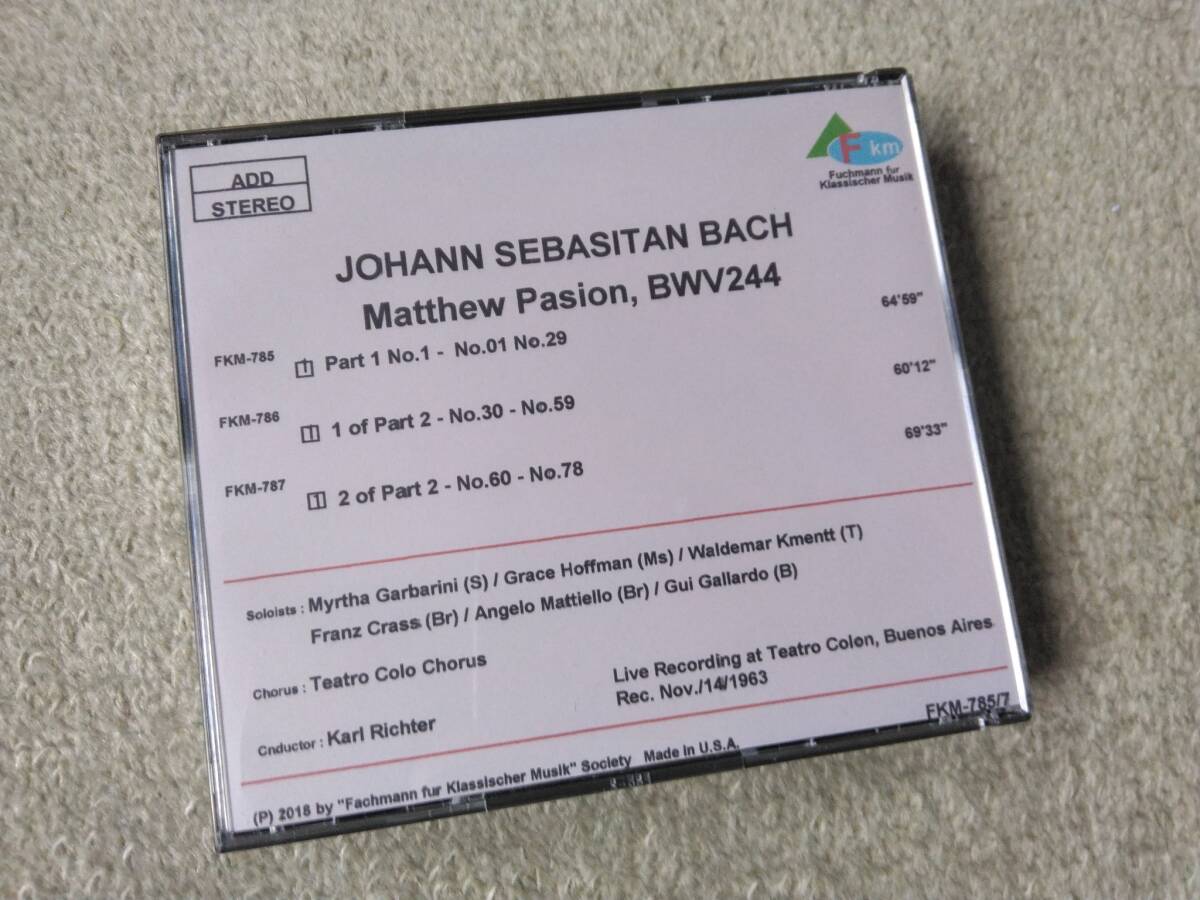 ADD
STEREO
F km
Fuchmann fur
Klassischer Musik
JOHANN SEBASITAN BACH
Matthew Pasion, BWV244
FKM-785 1 Part 1 No.1 - No.01 No.29 64'59"
FKM-786 1 1 of Part 2 - No.30 - No.59 60'12"
FKM-787 1 2 of Part 2 - No.60 - No.78 69'33"
Soloists : Myrtha Garbarini (S) / Grace Hoffman (Ms) / Waldemar Kmentt (T)
Franz Crass (Br) / Angelo Mattiello (Br) / Gui Gallardo (B)
Chorus : Teatro Colo Chorus
Live Recording at Teatro Colon, Buenos Aires
Rec. Nov./14/1963
Cnductor : Karl Richter
FKM-785/7
(P) 2015 by "Fachmann fur Klassischer Musik" Society Made in U.S.A.